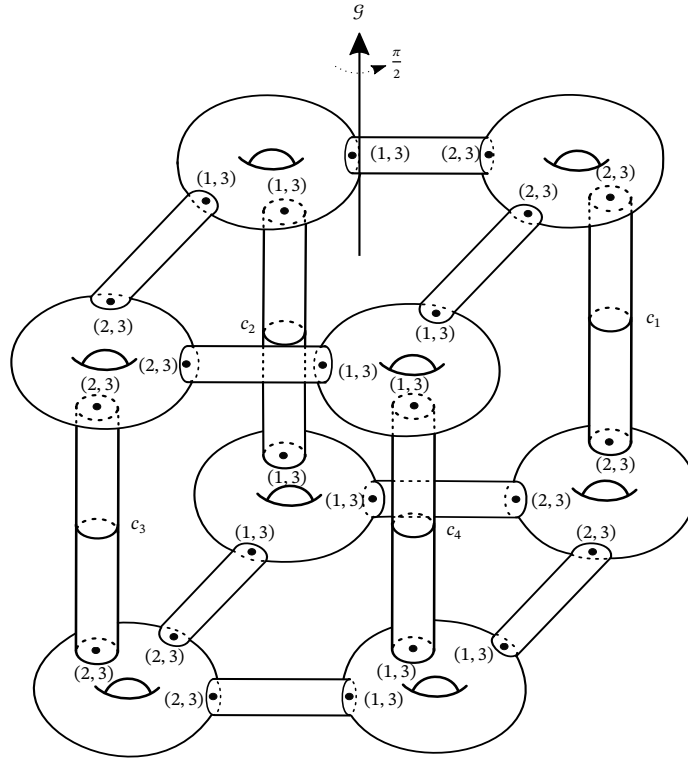 𝒢
π/2
(1, 3) (2, 3)
(1, 3) (1, 3) (2, 3) (2, 3)
c₂ c₁
(2, 3) (1, 3)
(2, 3) (1, 3)
(2, 3) (1, 3)
(1, 3) (2, 3)
(1, 3) (2, 3)
c₃ (1, 3) c₄ (2, 3)
(2, 3) (1, 3)
(2, 3) (1, 3)
(2, 3) (1, 3)